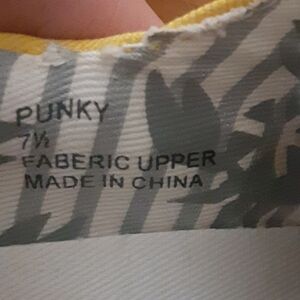 PUNKY
7½
FABERIC UPPER
MADE IN CHINA